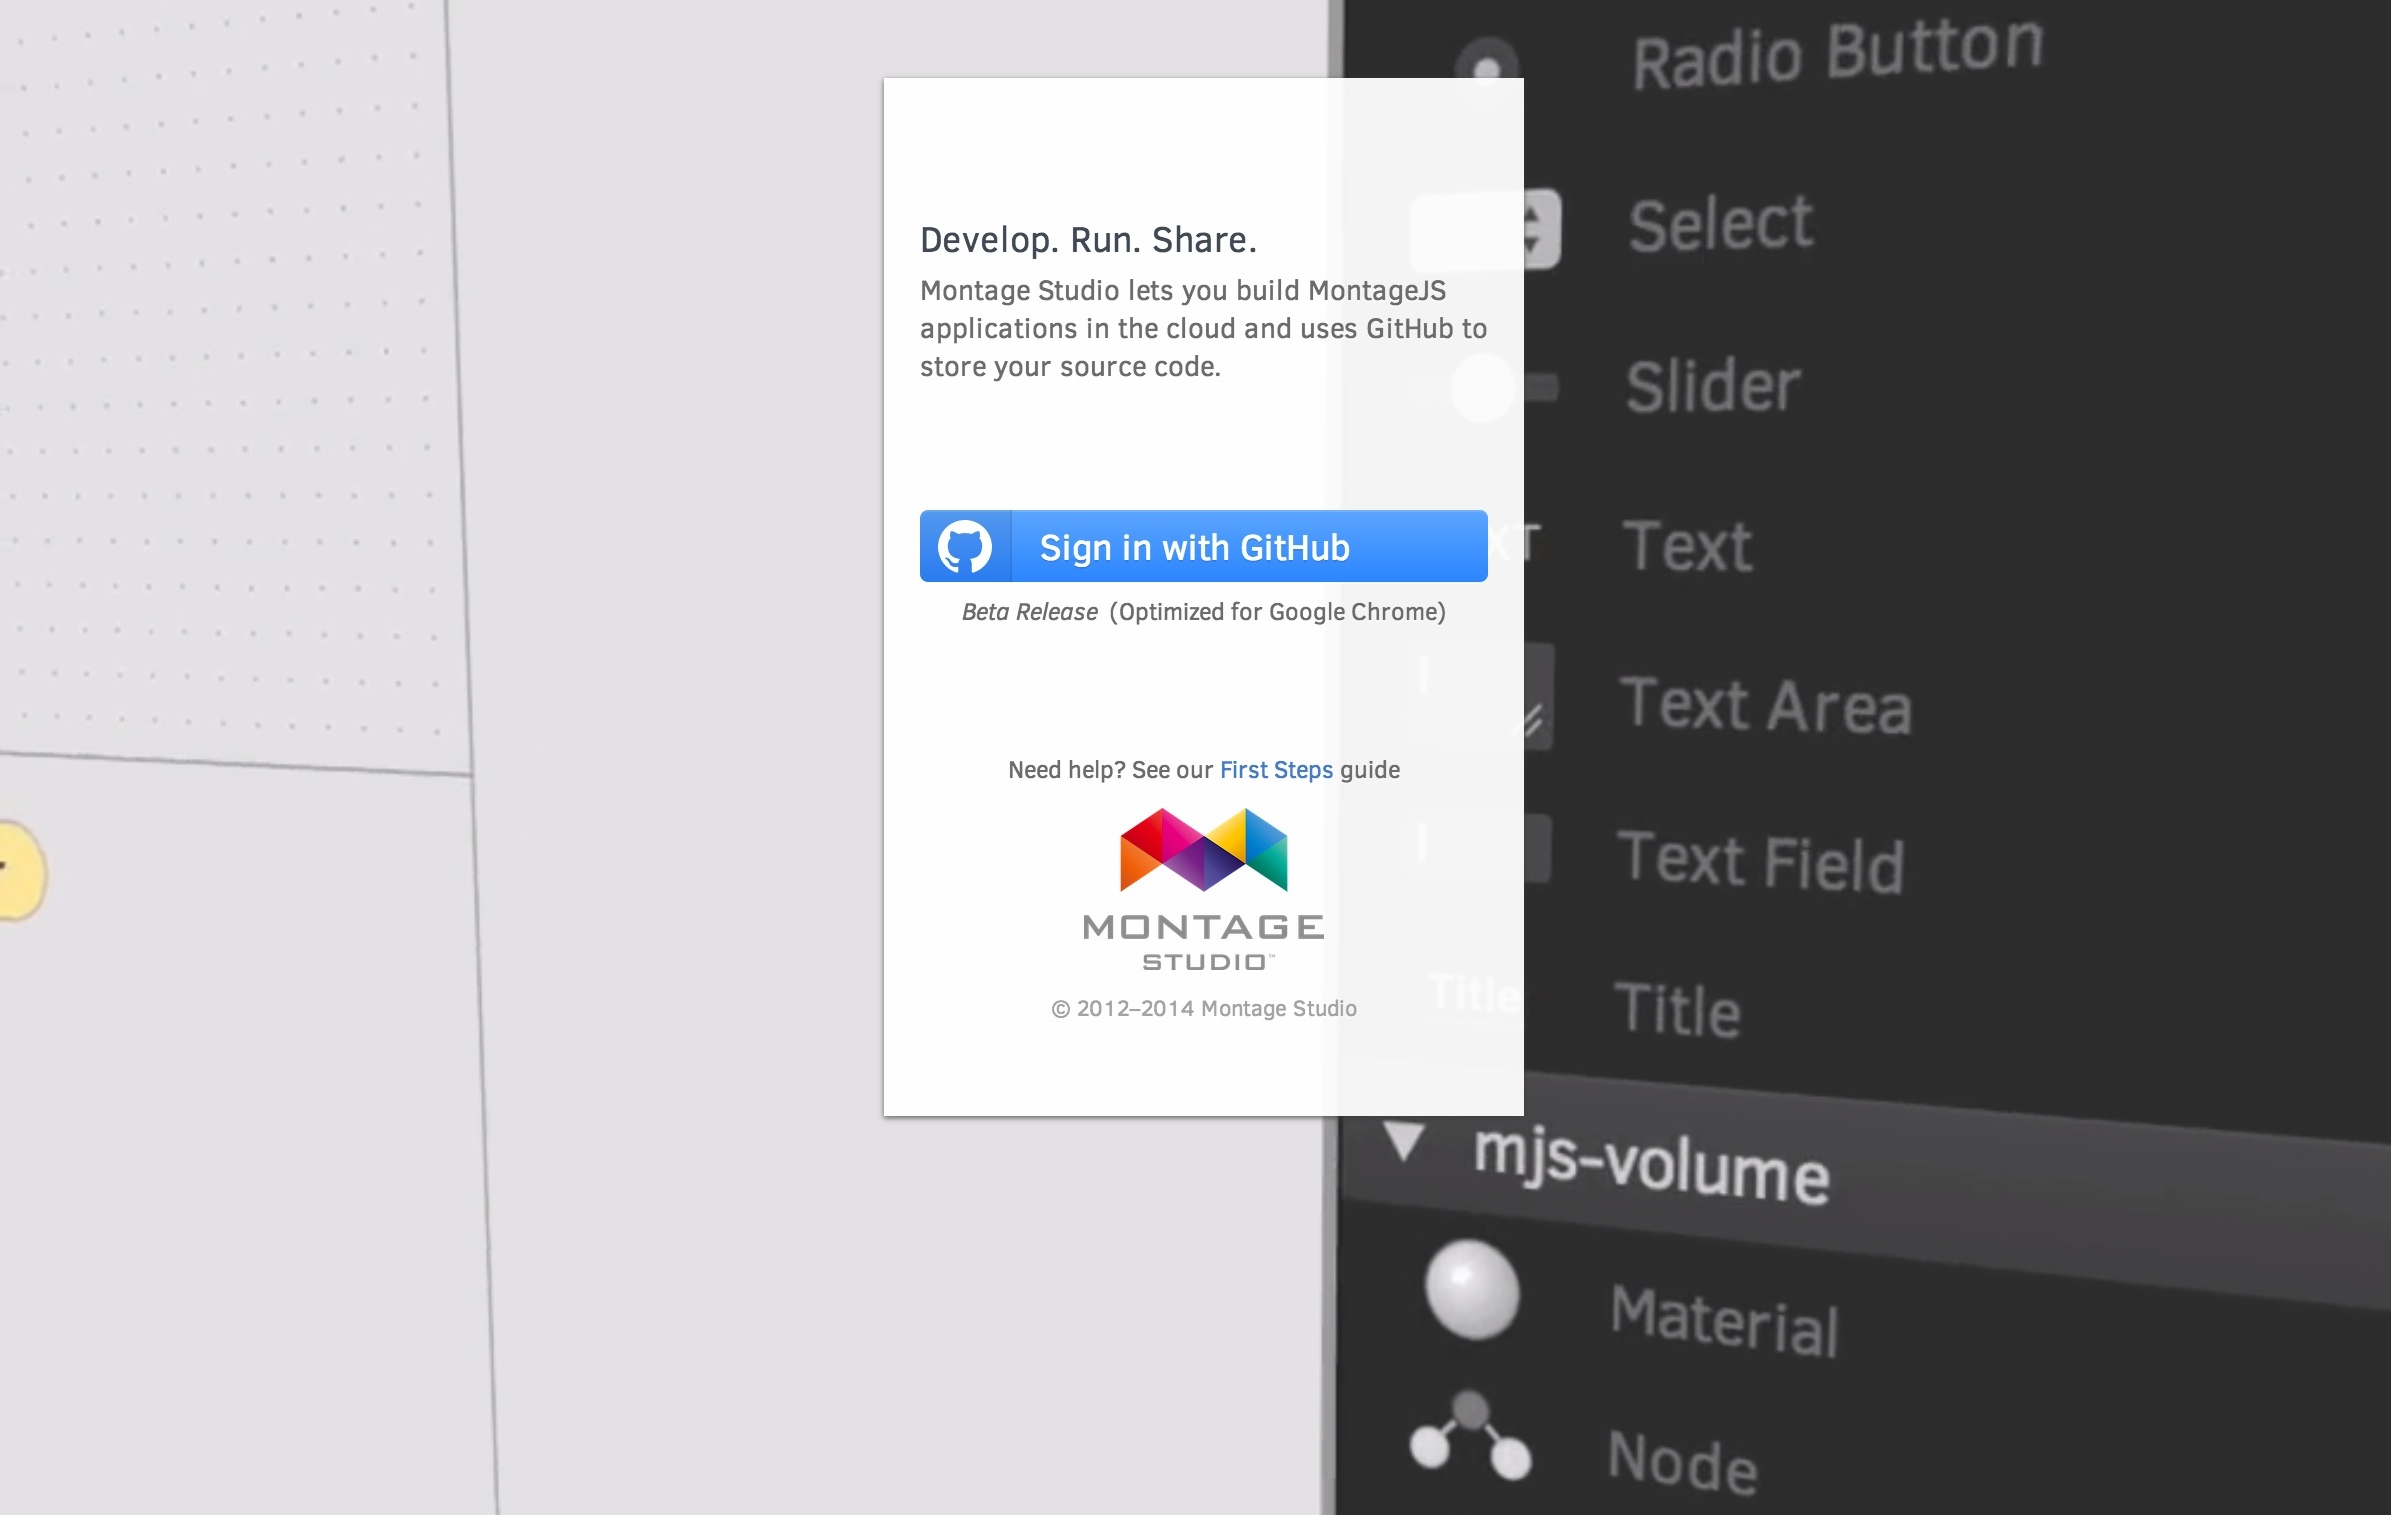 Radio Button
Select
Slider
XT Text
Text Area
Text Field
Title Title
mjs-volume
Material
Node
Develop. Run. Share.
Montage Studio lets you build MontageJS
applications in the cloud and uses GitHub to
store your source code.
Sign in with GitHub
Beta Release (Optimized for Google Chrome)
Need help? See our First Steps guide
MONTAGE
STUDIO™
© 2012–2014 Montage Studio